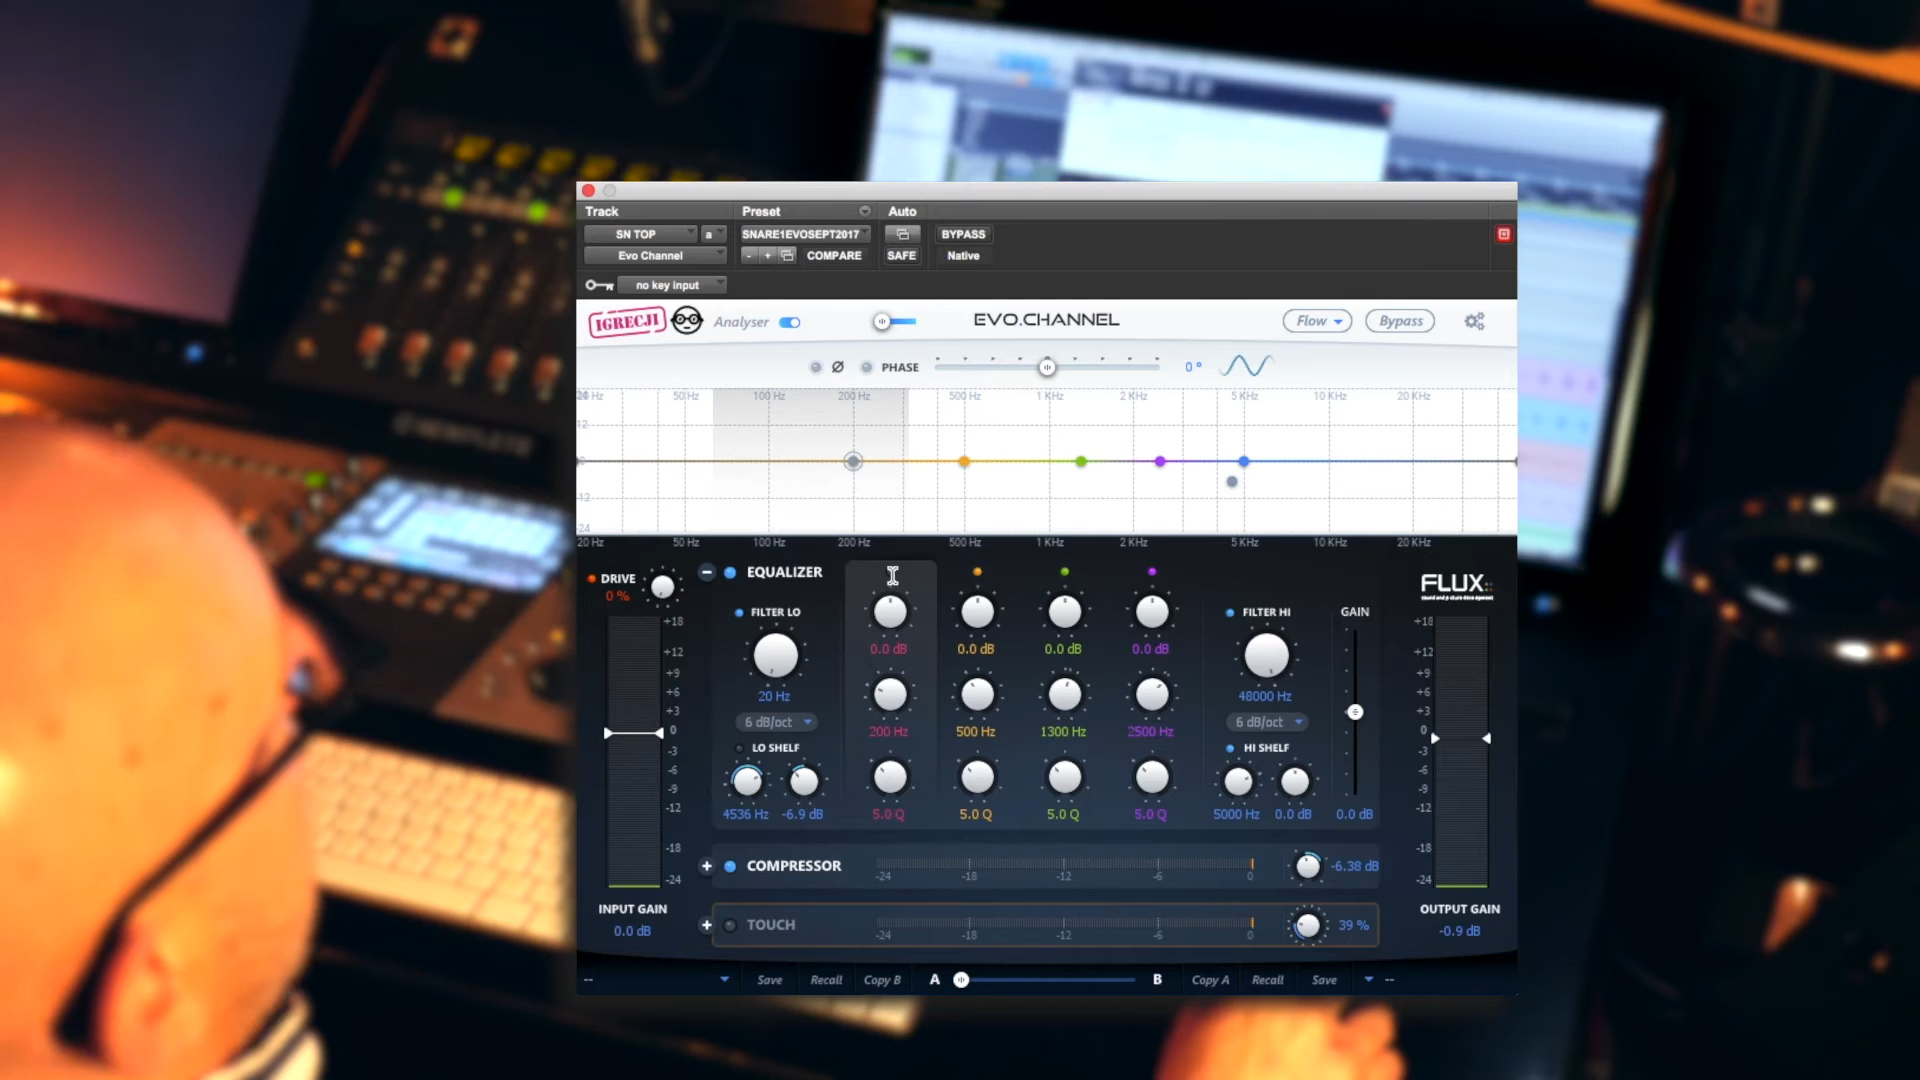 Track
Preset
Auto
SN TOP
a
SNARE1EVOSEPT2017
BYPASS
Evo Channel
-
+
COMPARE
SAFE
Native
no key input
IGRECJI
Analyser
EVO.CHANNEL
Flow
Bypass
Ø PHASE
0 °
50Hz 100 Hz 200 Hz 500 Hz 1 KHz 2 KHz 5 KHz 10 KHz 20 KHz
20 Hz 50 Hz 100 Hz 200 Hz 500 Hz 1 KHz 2 KHz 5 KHz 10 KHz 20 KHz
DRIVE
0 %
EQUALIZER
FLUX::
FILTER LO
FILTER HI
GAIN
+18
+12
+9
+6
+3
0
-3
-6
-9
-12
-18
-24
0.0 dB 0.0 dB 0.0 dB 0.0 dB
20 Hz
48000 Hz
6 dB/oct
200 Hz 500 Hz 1300 Hz 2500 Hz
6 dB/oct
LO SHELF
HI SHELF
4536 Hz -6.9 dB
5.0 Q 5.0 Q 5.0 Q 5.0 Q
5000 Hz 0.0 dB
0.0 dB
+18
+12
+9
+6
+3
0
-3
-6
-9
-12
-18
-24
+ COMPRESSOR
-24 -18 -12 -6 0
-6.38 dB
+ TOUCH
-24 -18 -12 -6 0
39 %
INPUT GAIN
0.0 dB
OUTPUT GAIN
-0.9 dB
--
Save
Recall
Copy B
A
B
Copy A
Recall
Save
--